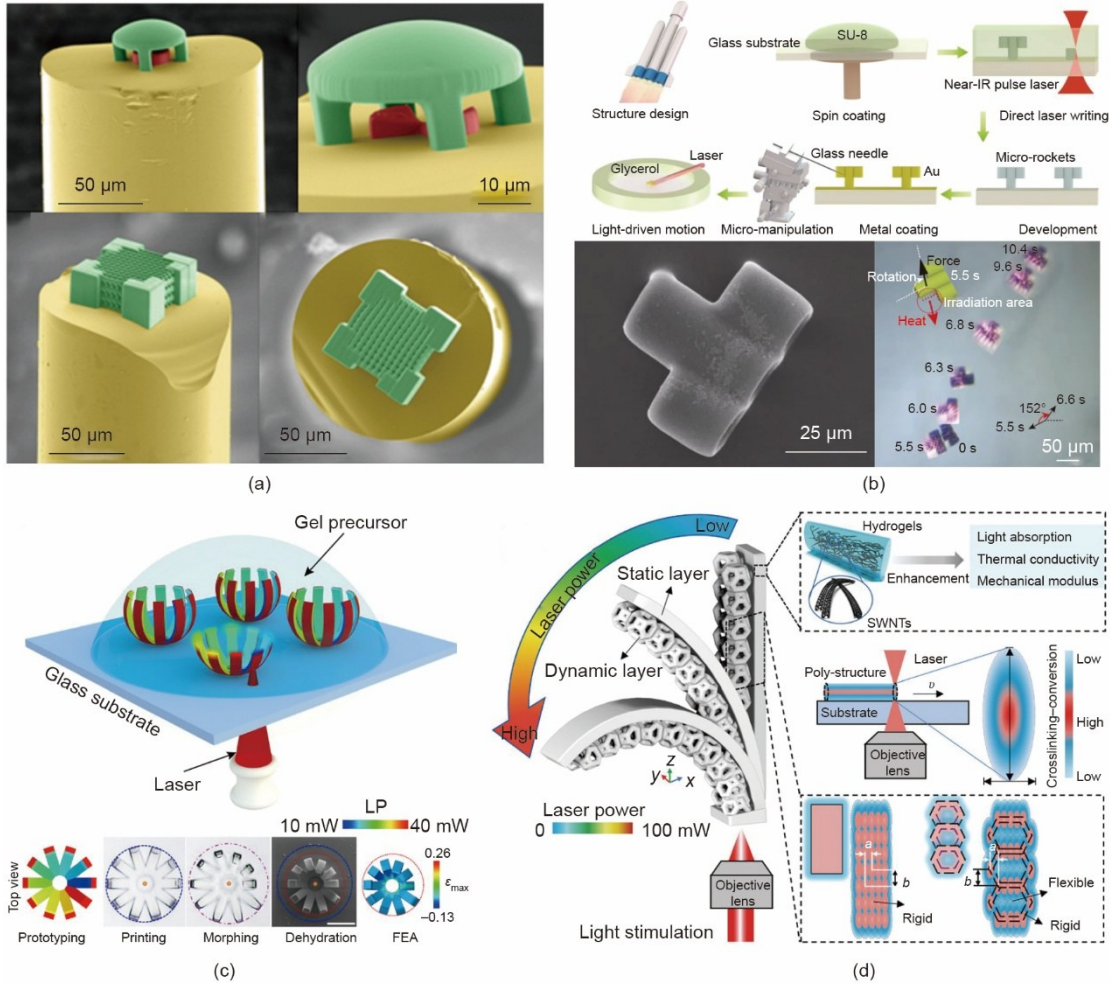 50 µm
10 µm
50 µm
50 µm
(a)
SU-8
Glass substrate
Near-IR pulse laser
Structure design
Spin coating
Direct laser writing
Glass needle
Laser
Glycerol
Au
Micro-rockets
Light-driven motion
Micro-manipulation
Metal coating
Development
25 µm
Force
5.5 s
Rotation
Irradiation area
Heat
10.4 s
9.6 s
6.8 s
6.3 s
6.0 s
5.5 s
0 s
152°
6.6 s
5.5 s
50 µm
(b)
Gel precursor
Glass substrate
Laser
LP
10 mW
40 mW
Top view
0.26
εmax
−0.13
Prototyping
Printing
Morphing
Dehydration
FEA
(c)
Low
Laser power
High
Static layer
Dynamic layer
z
y
x
Laser power
0
100 mW
Objective
lens
Light stimulation
Hydrogels
SWNTs
Enhancement
Light absorption
Thermal conductivity
Mechanical modulus
Poly-structure
Laser
υ
Substrate
Objective
lens
Crosslinking–conversion
Low
High
Low
a
b
Rigid
a
b
Flexible
Rigid
(d)